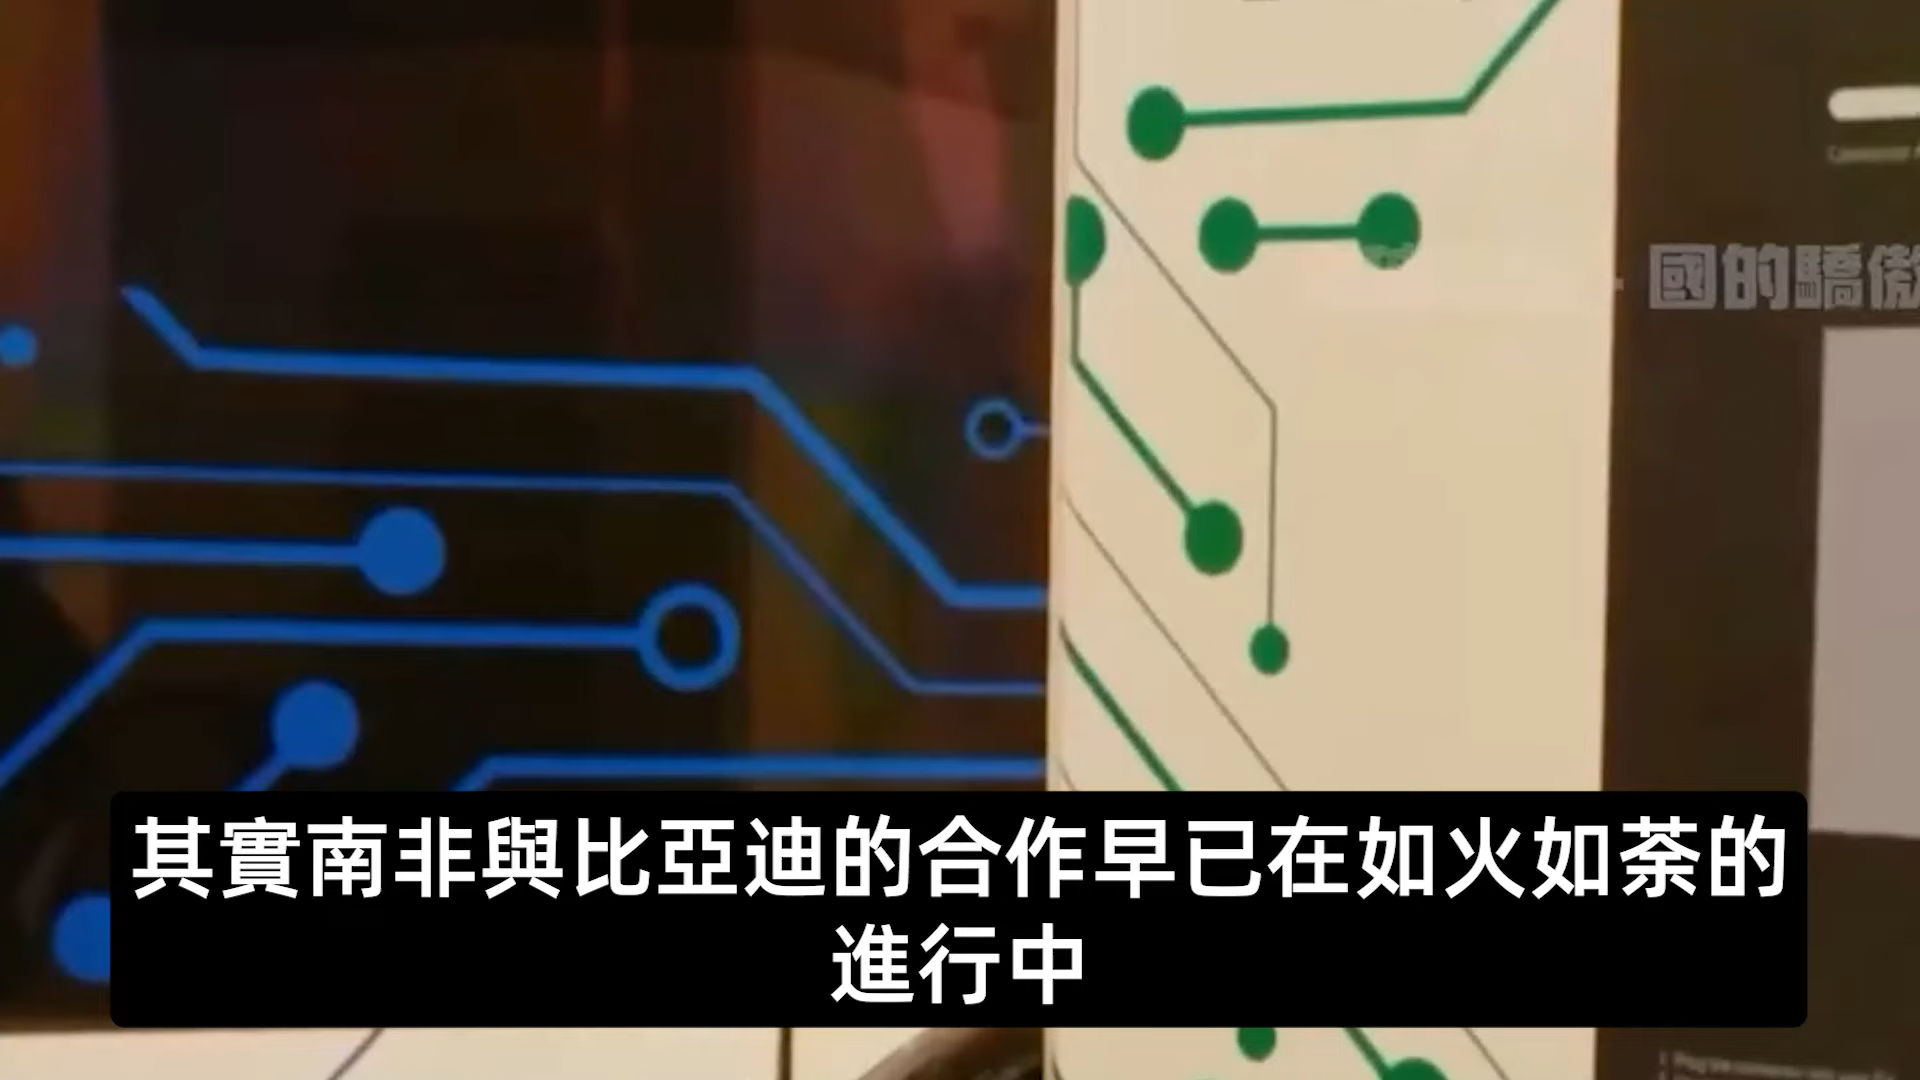 國的驕傲
其實南非與比亞迪的合作早已在如火如荼的
進行中